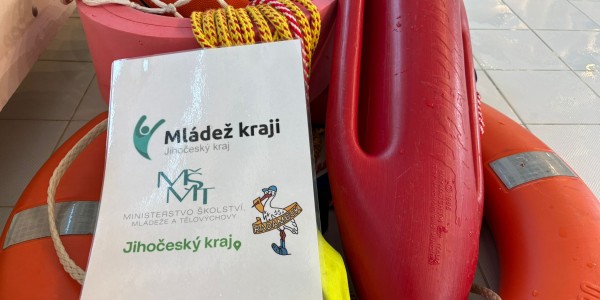 Mládež kraji
Jihočeský kraj
MŠMT
MINISTERSTVO ŠKOLSTVÍ,
MLÁDEŽE A TĚLOVÝCHOVY
Jihočeský kraj